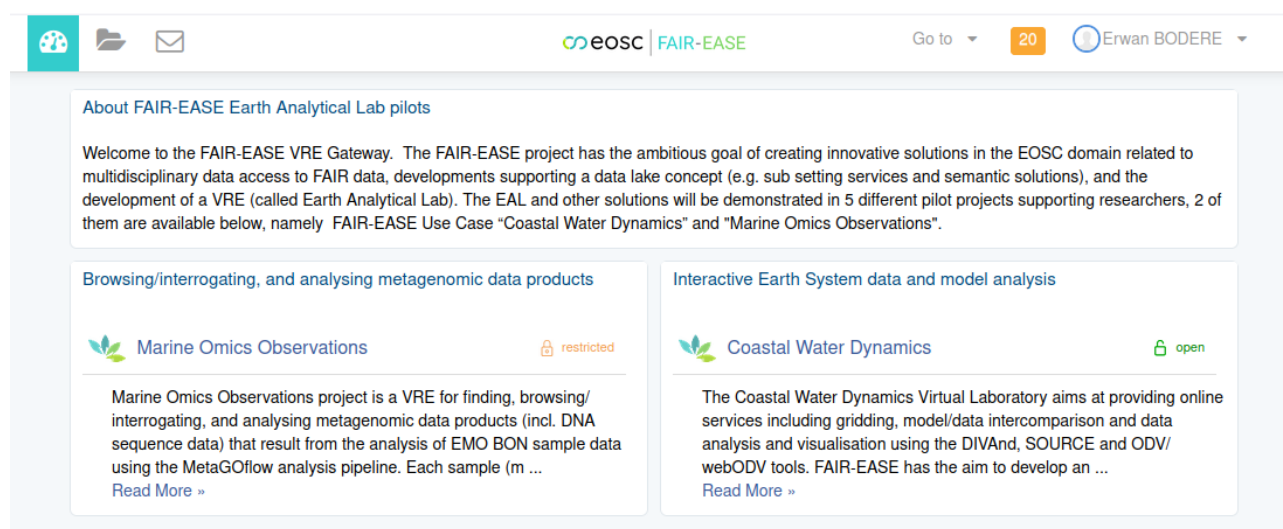 eosc FAIR-EASE
Go to
20
Erwan BODERE
About FAIR-EASE Earth Analytical Lab pilots
Welcome to the FAIR-EASE VRE Gateway. The FAIR-EASE project has the ambitious goal of creating innovative solutions in the EOSC domain related to
multidisciplinary data access to FAIR data, developments supporting a data lake concept (e.g. sub setting services and semantic solutions), and the
development of a VRE (called Earth Analytical Lab). The EAL and other solutions will be demonstrated in 5 different pilot projects supporting researchers, 2 of
them are available below, namely FAIR-EASE Use Case “Coastal Water Dynamics” and "Marine Omics Observations".
Browsing/interrogating, and analysing metagenomic data products
Marine Omics Observations
restricted
Marine Omics Observations project is a VRE for finding, browsing/
interrogating, and analysing metagenomic data products (incl. DNA
sequence data) that result from the analysis of EMO BON sample data
using the MetaGOflow analysis pipeline. Each sample (m ...
Read More »
Interactive Earth System data and model analysis
Coastal Water Dynamics
open
The Coastal Water Dynamics Virtual Laboratory aims at providing online
services including gridding, model/data intercomparison and data
analysis and visualisation using the DIVAnd, SOURCE and ODV/
webODV tools. FAIR-EASE has the aim to develop an ...
Read More »